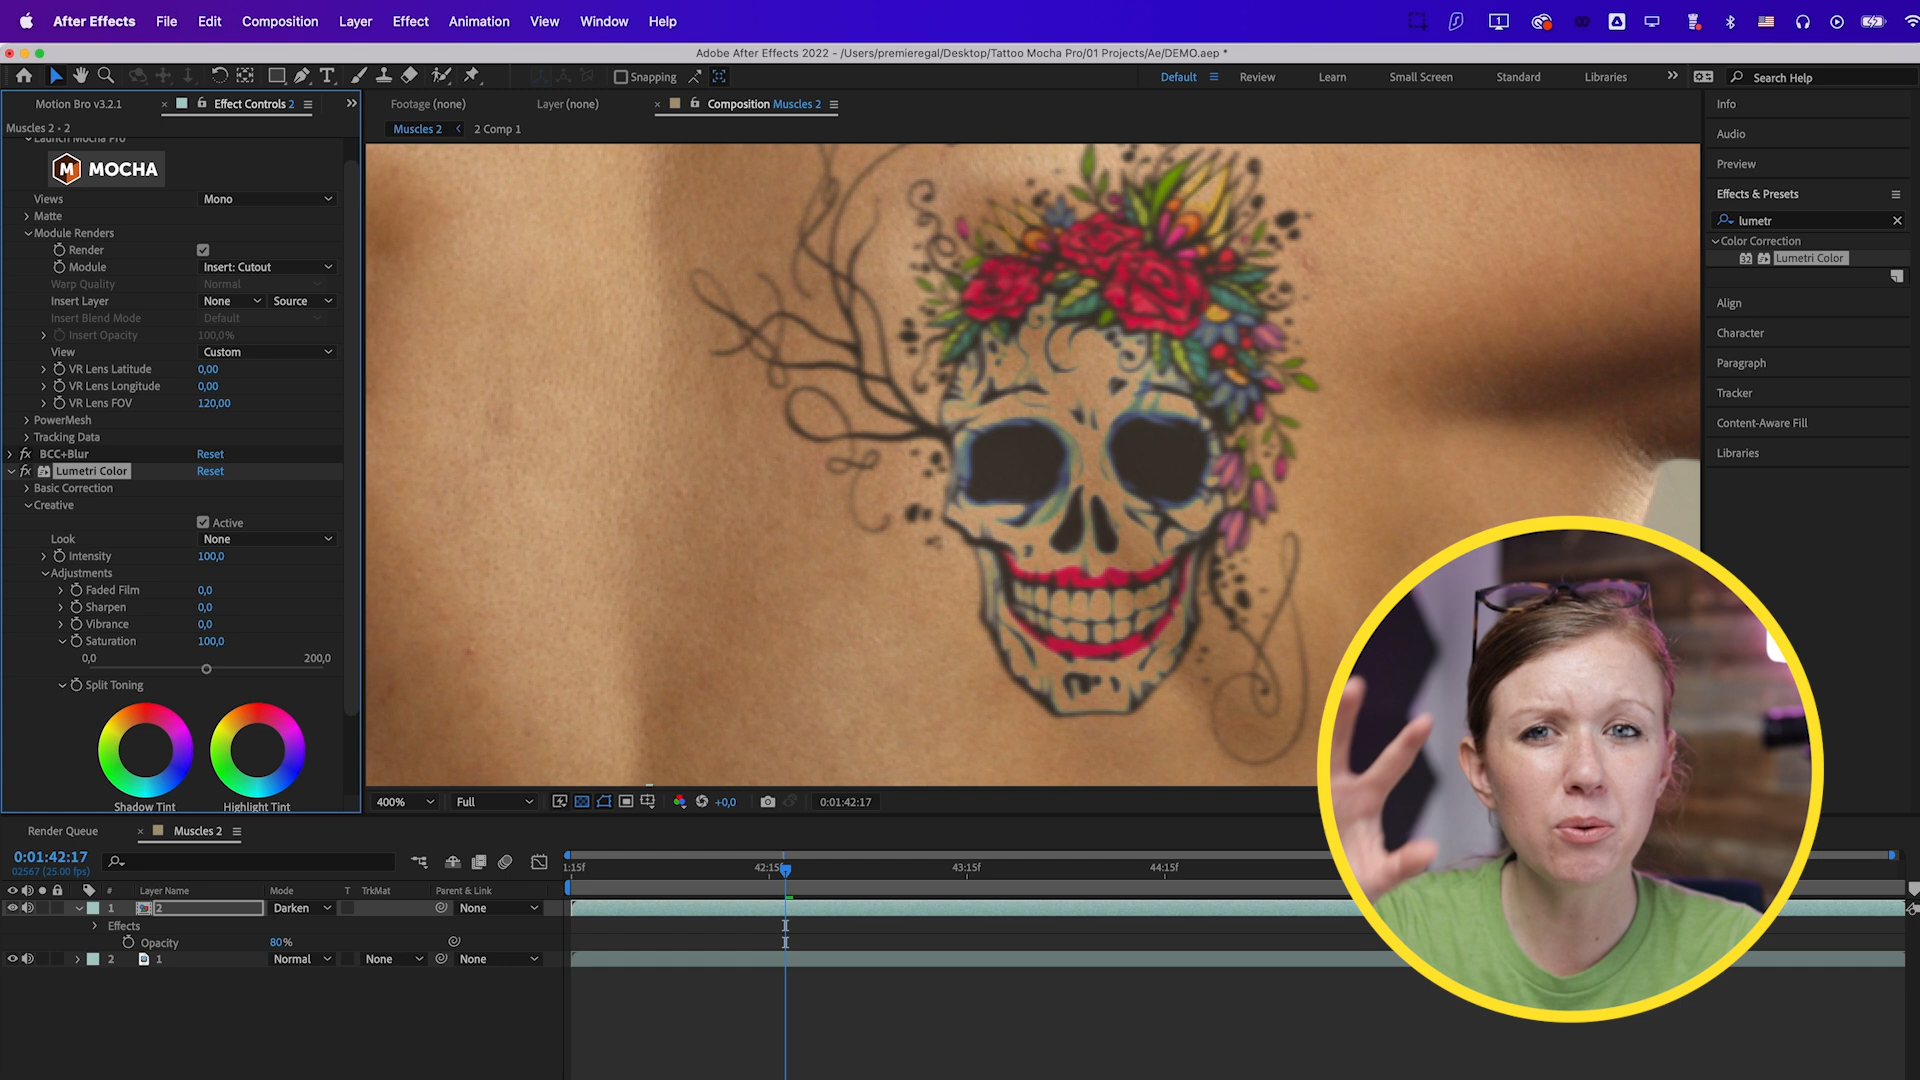 After Effects File Edit Composition Layer Effect Animation View Window Help
Adobe After Effects 2022 - /Users/premieregal/Desktop/Tattoo Mocha Pro/01 Projects/Ae/DEMO.aep *
Snapping
Default Review Learn Small Screen Standard Libraries Search Help
Motion Bro v3.2.1 Effect Controls 2
Muscles 2 • 2
Launch Mocha Pro
MOCHA
Views Mono
Matte
Module Renders
Render
Module Insert: Cutout
Warp Quality Normal
Insert Layer None Source
Insert Blend Mode Default
Insert Opacity 100,0%
View Custom
VR Lens Latitude 0,00
VR Lens Longitude 0,00
VR Lens FOV 120,00
PowerMesh
Tracking Data
fx BCC+Blur Reset
fx Lumetri Color Reset
Basic Correction
Creative
Active
Look None
Intensity 100,0
Adjustments
Faded Film 0,0
Sharpen 0,0
Vibrance 0,0
Saturation 100,0
0,0 200,0
Split Toning
Shadow Tint Highlight Tint
Footage (none) Layer (none) Composition Muscles 2
Muscles 2 2 Comp 1
400% Full +0,0 0:01:42:17
Info
Audio
Preview
Effects & Presets
lumetr
Color Correction
32 Lumetri Color
Align
Character
Paragraph
Tracker
Content-Aware Fill
Libraries
Render Queue Muscles 2
0:01:42:17
02567 (25.00 fps)
1:15f 42:15f 43:15f 44:15f
# Layer Name Mode T TrkMat Parent & Link
1 2 Darken None
Effects
Opacity 80%
2 1 Normal None None